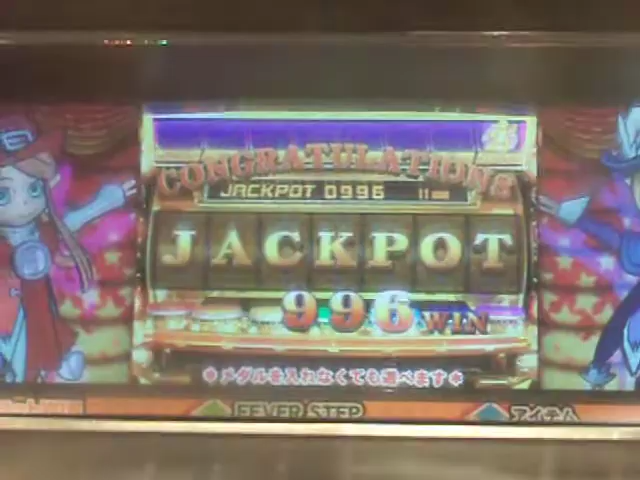 CONGRATULATIONS
JACKPOT 0996
JACKPOT
996 WIN
*メダルを入れなくても遊べます*
FEVER STEP アイテム